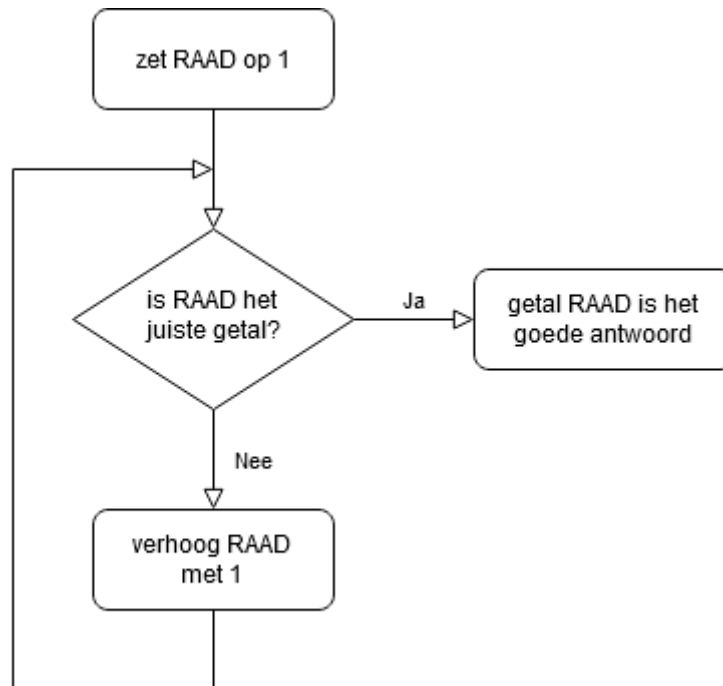 zet RAAD op 1
is RAAD het
juiste getal?
Ja
getal RAAD is het
goede antwoord
Nee
verhoog RAAD
met 1